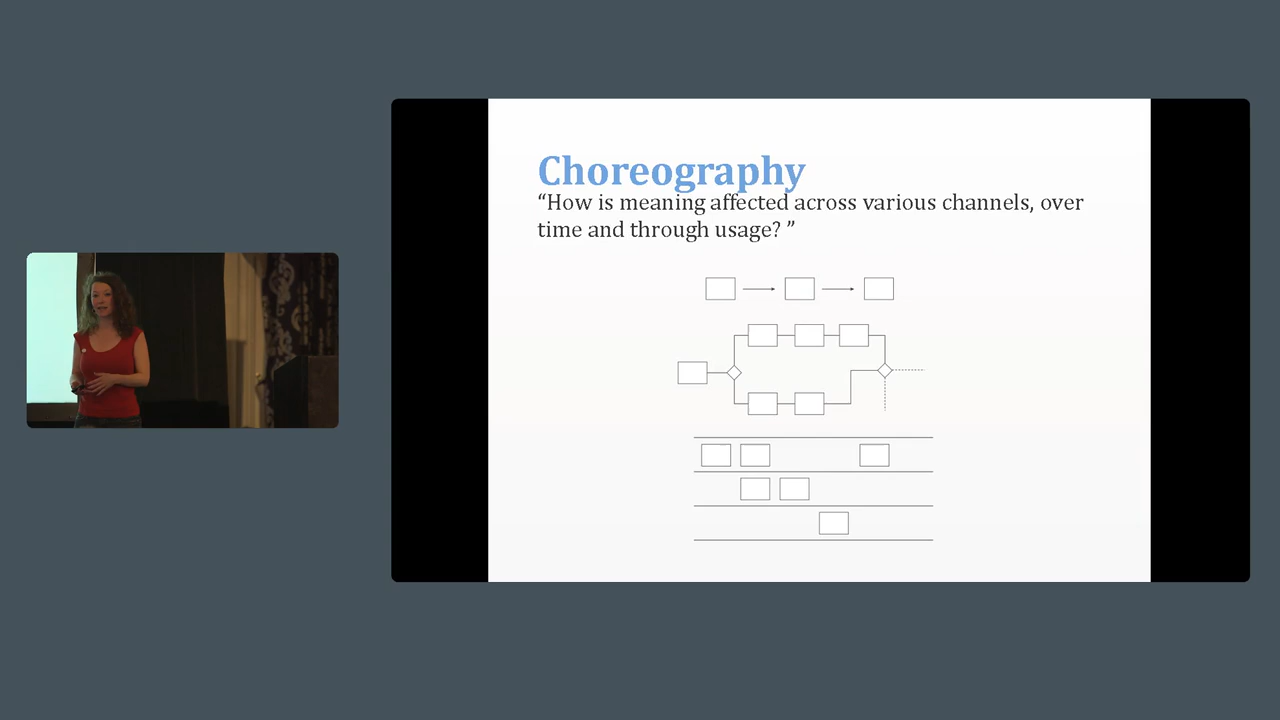 Choreography
“How is meaning affected across various channels, over
time and through usage? ”